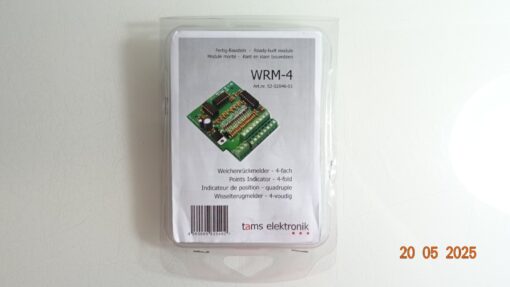 Fertig-Baustein - Ready-built module
Module monté - Kant en klaar bouwsteen
WRM-4
Art.nr. 52-02046-01
Weichenrückmelder - 4-fach
Points Indicator - 4-fold
Indicateur de position - quadruple
Wisselterugmelder - 4-voudig
tams elektronik
20 05 2025